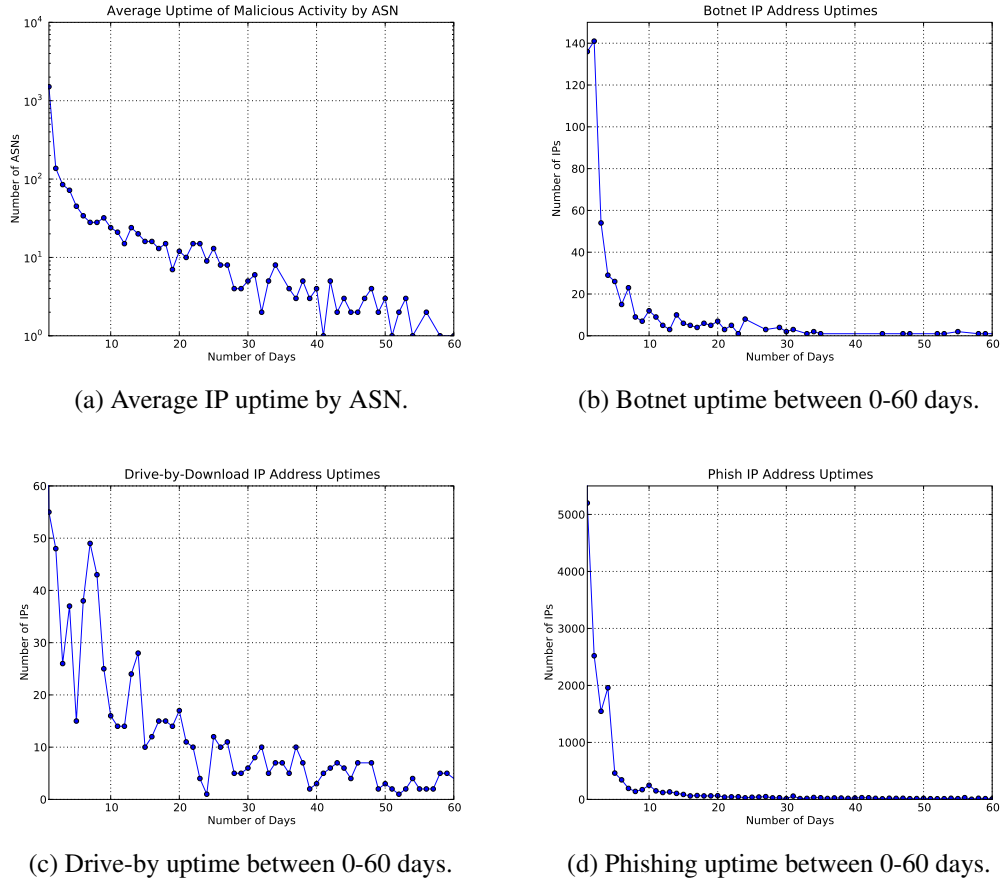 Average Uptime of Malicious Activity by ASN
10^4
10^3
10^2
10^1
10^0
Number of ASNs
10 20 30 40 50 60
Number of Days
(a) Average IP uptime by ASN.
Botnet IP Address Uptimes
140
120
100
80
60
40
20
0
Number of IPs
10 20 30 40 50 60
Number of Days
(b) Botnet uptime between 0-60 days.
Drive-by-Download IP Address Uptimes
60
50
40
30
20
10
0
Number of IPs
10 20 30 40 50 60
Number of Days
(c) Drive-by uptime between 0-60 days.
Phish IP Address Uptimes
5000
4000
3000
2000
1000
0
Number of IPs
10 20 30 40 50 60
Number of Days
(d) Phishing uptime between 0-60 days.